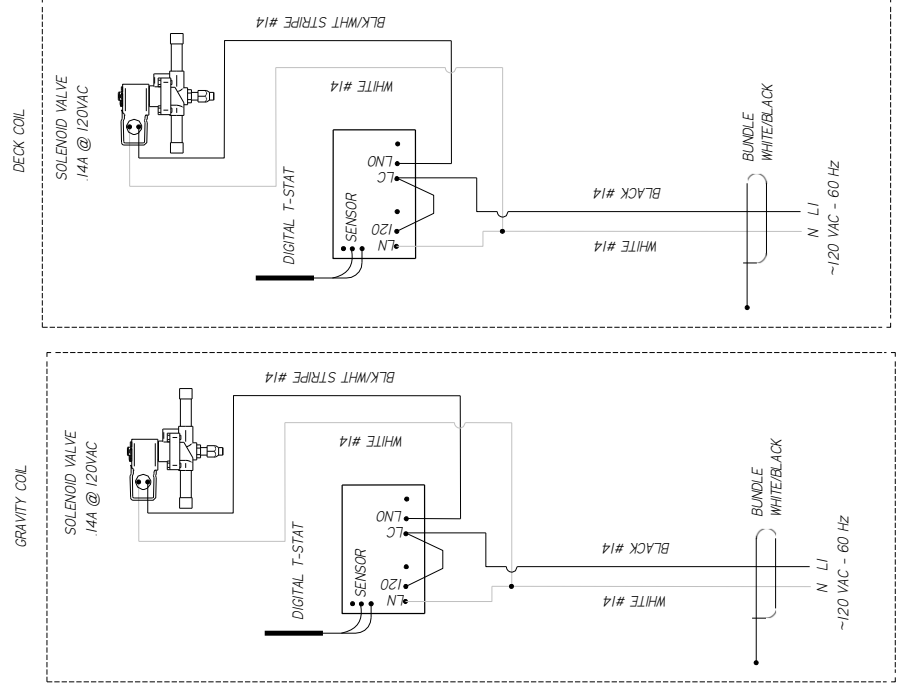 DECK COIL
SOLENOID VALVE
.14A @ 120VAC
BLK/WHT STRIPE #14
WHITE #14
DIGITAL T-STAT
SENSOR
LNO
LC
120
LN
BLACK #14
WHITE #14
BUNDLE
WHITE/BLACK
N L1
~120 VAC - 60 Hz
GRAVITY COIL
SOLENOID VALVE
.14A @ 120VAC
BLK/WHT STRIPE #14
WHITE #14
DIGITAL T-STAT
SENSOR
LNO
LC
120
LN
BLACK #14
WHITE #14
BUNDLE
WHITE/BLACK
N L1
~120 VAC - 60 Hz